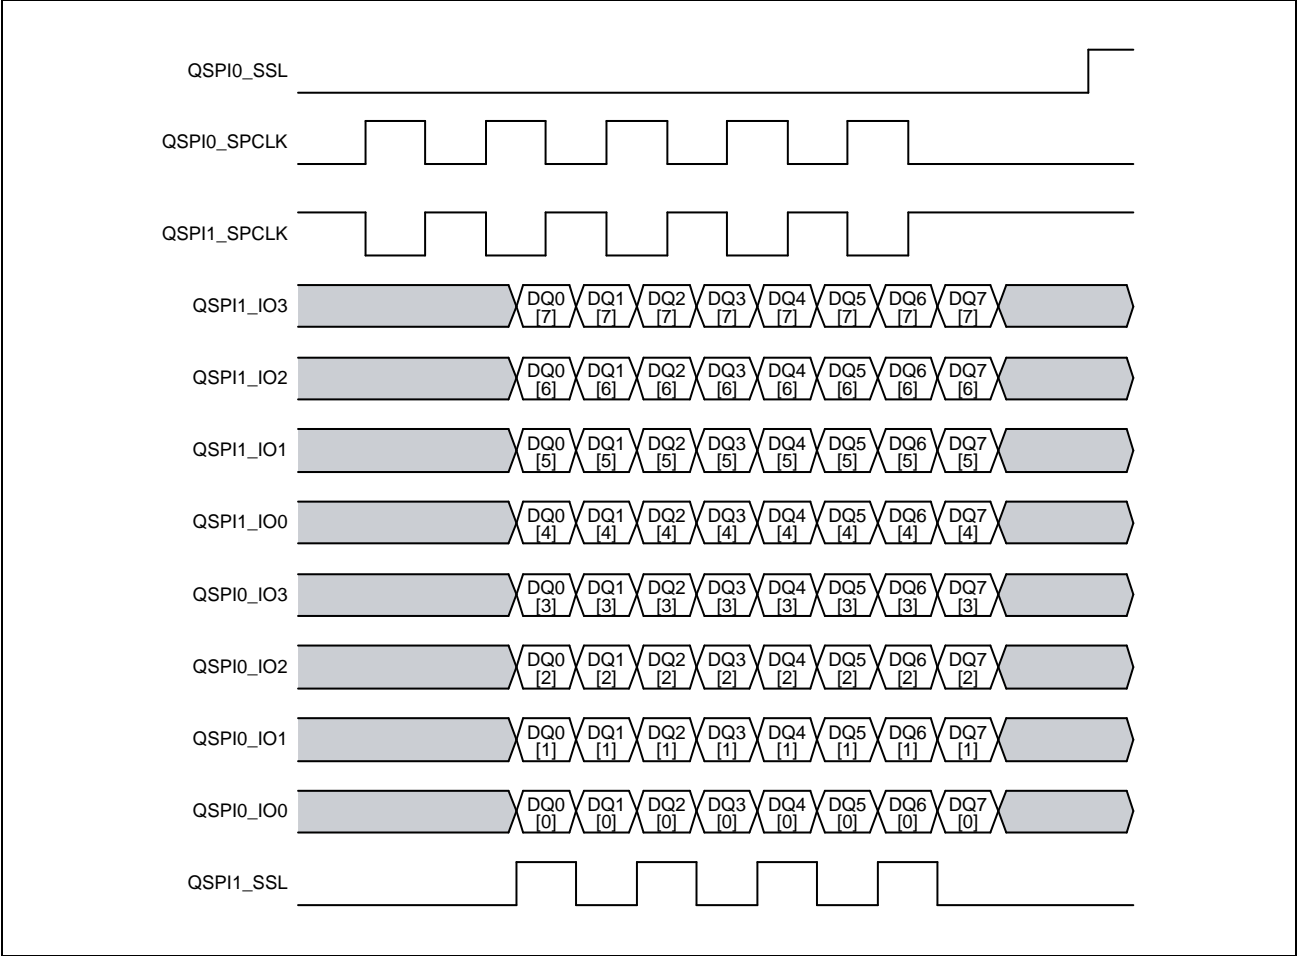 QSPI0_SSL
QSPI0_SPCLK
QSPI1_SPCLK
QSPI1_IO3 DQ0 DQ1 DQ2 DQ3 DQ4 DQ5 DQ6 DQ7
[7] [7] [7] [7] [7] [7] [7] [7]
QSPI1_IO2 DQ0 DQ1 DQ2 DQ3 DQ4 DQ5 DQ6 DQ7
[6] [6] [6] [6] [6] [6] [6] [6]
QSPI1_IO1 DQ0 DQ1 DQ2 DQ3 DQ4 DQ5 DQ6 DQ7
[5] [5] [5] [5] [5] [5] [5] [5]
QSPI1_IO0 DQ0 DQ1 DQ2 DQ3 DQ4 DQ5 DQ6 DQ7
[4] [4] [4] [4] [4] [4] [4] [4]
QSPI0_IO3 DQ0 DQ1 DQ2 DQ3 DQ4 DQ5 DQ6 DQ7
[3] [3] [3] [3] [3] [3] [3] [3]
QSPI0_IO2 DQ0 DQ1 DQ2 DQ3 DQ4 DQ5 DQ6 DQ7
[2] [2] [2] [2] [2] [2] [2] [2]
QSPI0_IO1 DQ0 DQ1 DQ2 DQ3 DQ4 DQ5 DQ6 DQ7
[1] [1] [1] [1] [1] [1] [1] [1]
QSPI0_IO0 DQ0 DQ1 DQ2 DQ3 DQ4 DQ5 DQ6 DQ7
[0] [0] [0] [0] [0] [0] [0] [0]
QSPI1_SSL